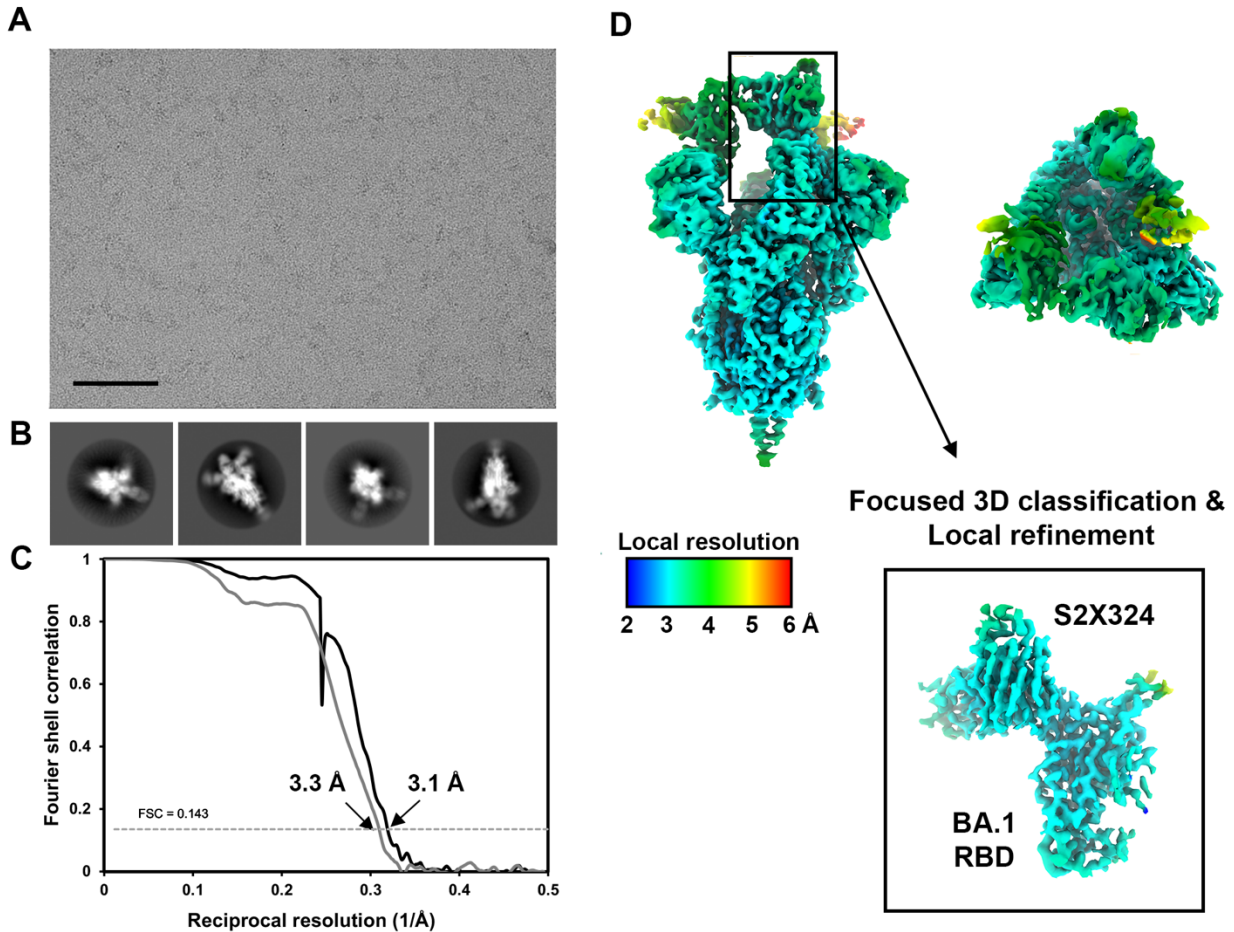 A
B
C
Fourier shell correlation
1
0.8
0.6
0.4
0.2
0
FSC = 0.143
3.3 Å
3.1 Å
0
0.1
0.2
0.3
0.4
0.5
Reciprocal resolution (1/Å)
D
Local resolution
2 3 4 5 6 Å
Focused 3D classification &
Local refinement
S2X324
BA.1
RBD